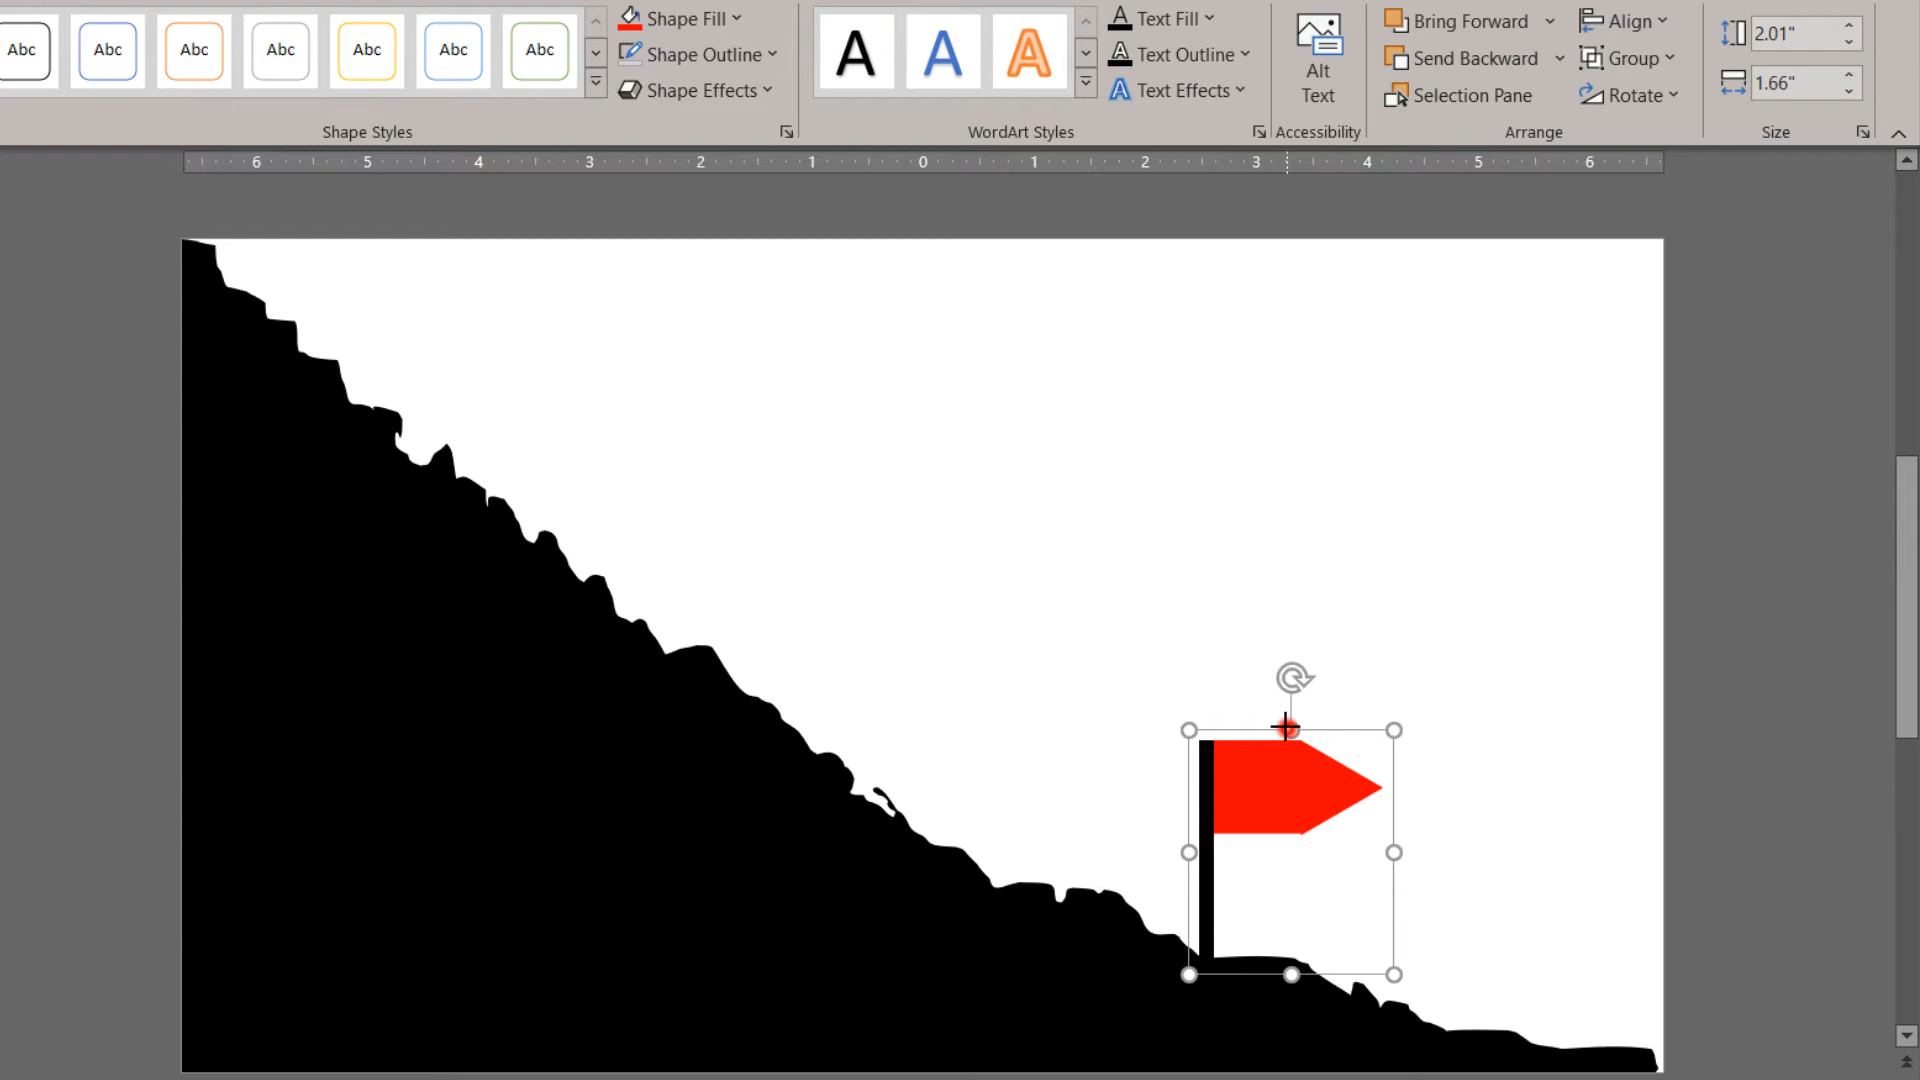 Abc Abc Abc Abc Abc Abc Abc
Shape Fill
Shape Outline
Shape Effects
Shape Styles
A A A
Text Fill
Text Outline
Text Effects
WordArt Styles
Alt
Text
Accessibility
Bring Forward
Send Backward
Selection Pane
Align
Group
Rotate
Arrange
2.01"
1.66"
Size
6 5 4 3 2 1 0 1 2 3 4 5 6